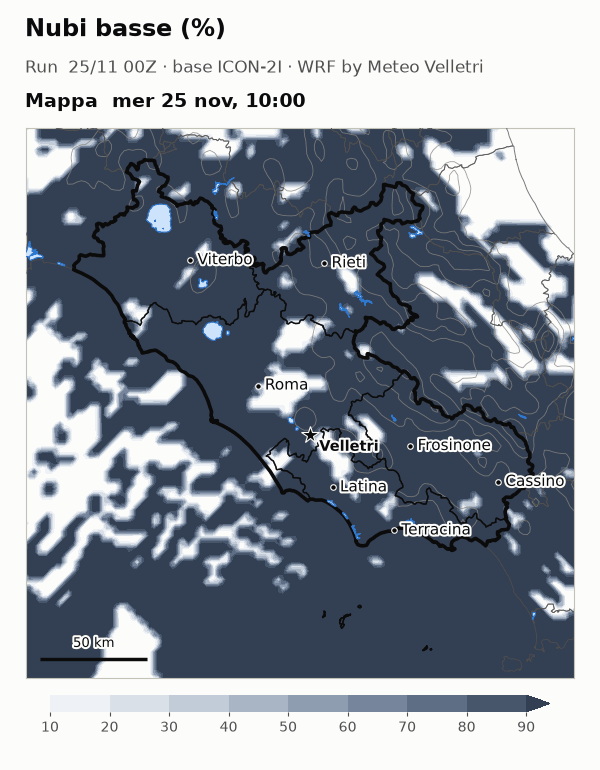 Nubi basse (%)
Run  25/11 00Z · base ICON-2I · WRF by Meteo Velletri
Mappa  mer 25 nov, 10:00
Viterbo
Rieti
Roma
Velletri
Frosinone
Cassino
Latina
Terracina
50 km
10 20 30 40 50 60 70 80 90